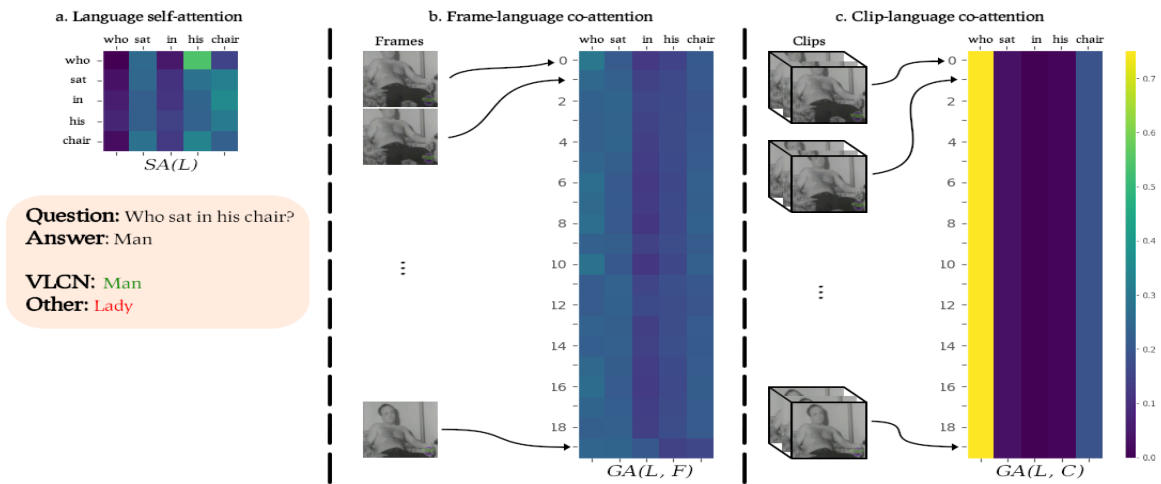 a. Language self-attention
who sat in his chair
who
sat
in
his
chair
SA(L)
Question: Who sat in his chair?
Answer: Man
VLCN: Man
Other: Lady
b. Frame-language co-attention
Frames
who sat in his chair
0
2
4
6
8
10
12
14
16
18
...
GA(L, F)
c. Clip-language co-attention
Clips
who sat in his chair
0
2
4
6
8
10
12
18
14
16
18
...
GA(L, C)
0.7
0.6
0.5
0.4
0.3
0.2
0.1
0.0